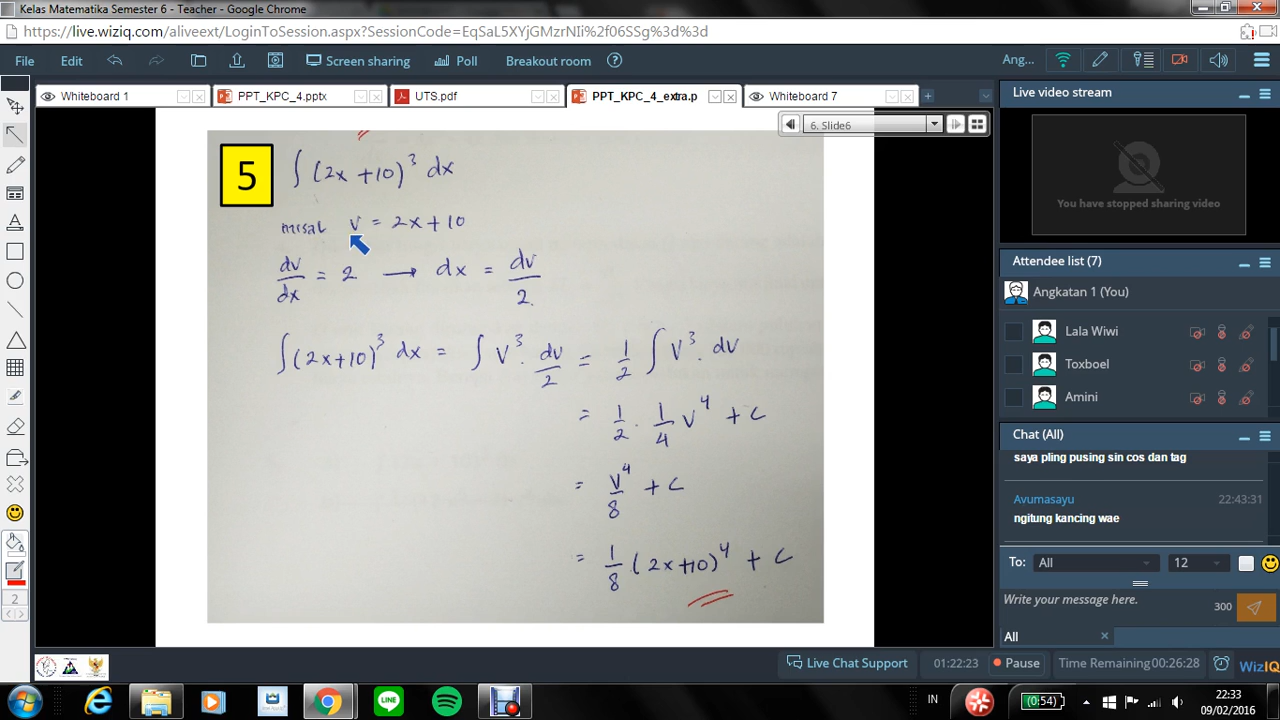 Kelas Matematika Semester 6 - Teacher - Google Chrome
https://live.wiziq.com/aliveext/LoginToSession.aspx?SessionCode=EqSaL5XYjGMzrNIi%2f06SSg%3d%3d
File Edit Screen sharing Poll Breakout room ? Ang...
Whiteboard 1 PPT_KPC_4.pptx UTS.pdf PPT_KPC_4_extra.p Whiteboard 7
6. Slide6
5
∫ (2x + 10)³ dx
misal v = 2x + 10
dv/dx = 2 → dx = dv/2
∫ (2x+10)³ dx = ∫ v³ . dv/2 = 1/2 ∫ v³ . dv
= 1/2 . 1/4 v⁴ + c
= v⁴/8 + c
= 1/8 (2x+10)⁴ + c
2
Live video stream
You have stopped sharing video
Attendee list (7)
Angkatan 1 (You)
Lala Wiwi
Toxboel
Amini
Chat (All)
saya pling pusing sin cos dan tag
Avumasayu 22:43:31
ngitung kancing wae
To: All 12
Write your message here. 300
All
Live Chat Support 01:22:23 Pause Time Remaining 00:26:28 WizIQ
IN (0:54) 22:33
09/02/2016